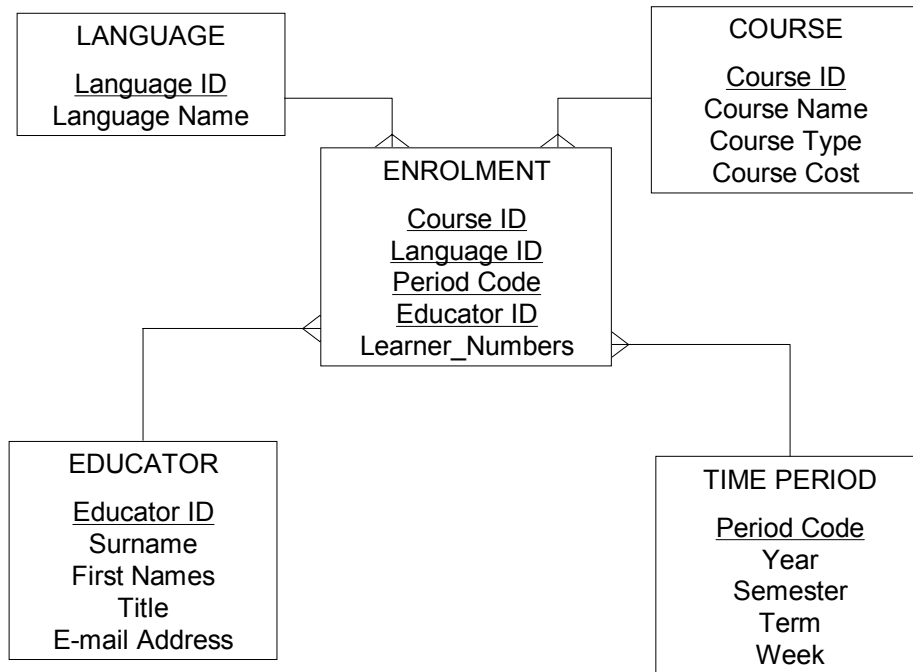 LANGUAGE
Language ID
Language Name
COURSE
Course ID
Course Name
Course Type
Course Cost
ENROLMENT
Course ID
Language ID
Period Code
Educator ID
Learner_Numbers
EDUCATOR
Educator ID
Surname
First Names
Title
E-mail Address
TIME PERIOD
Period Code
Year
Semester
Term
Week